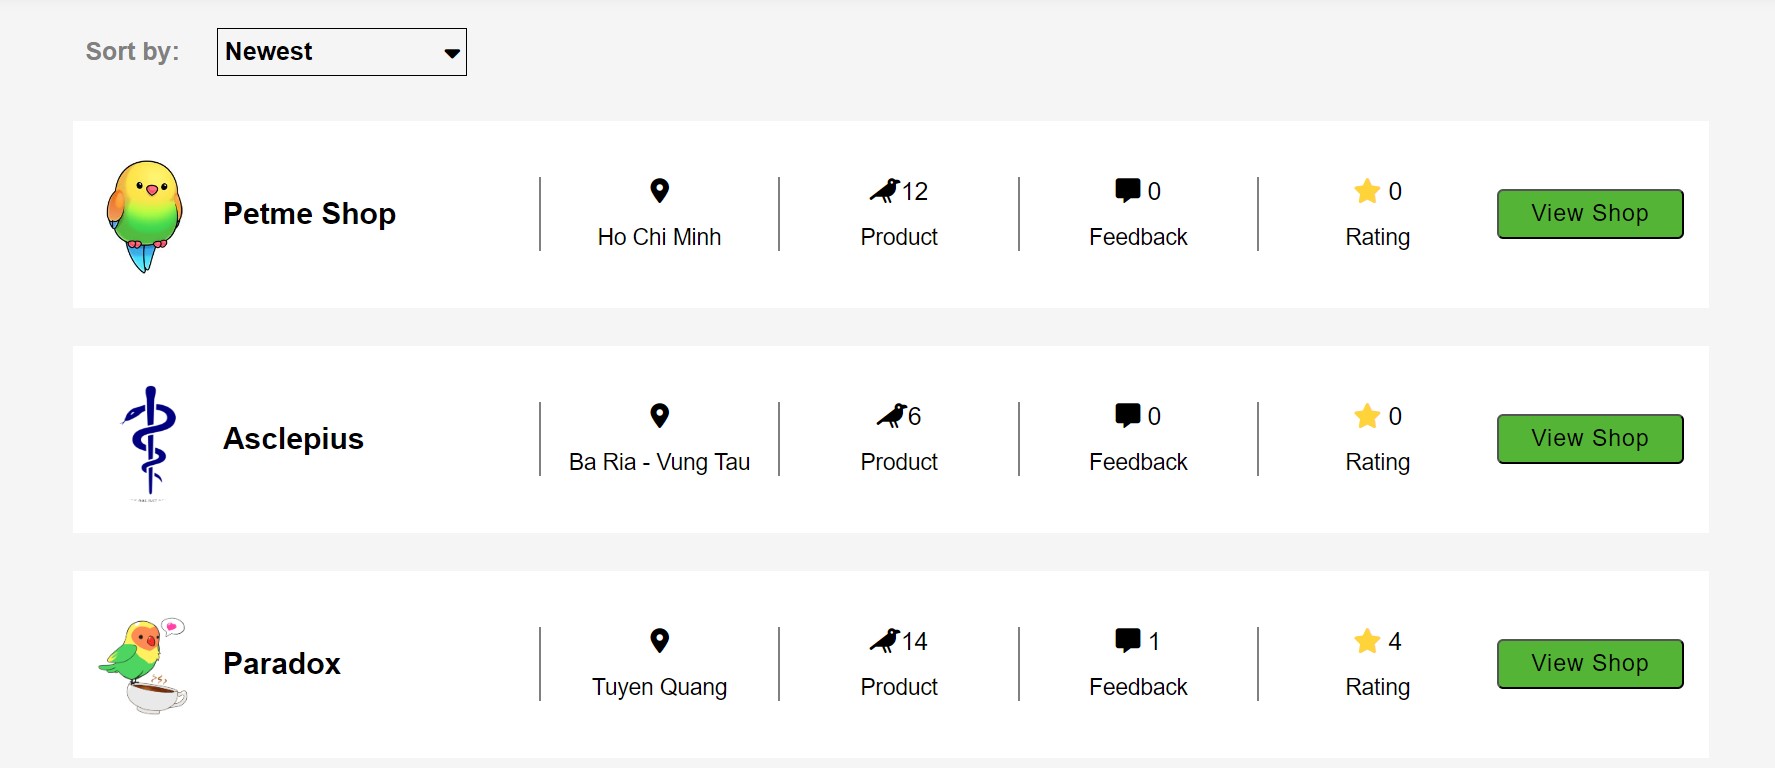 Sort by: Newest
Petme Shop
12 0 0
Ho Chi Minh Product Feedback Rating
View Shop
Asclepius
6 0 0
Ba Ria - Vung Tau Product Feedback Rating
View Shop
Paradox
14 1 4
Tuyen Quang Product Feedback Rating
View Shop